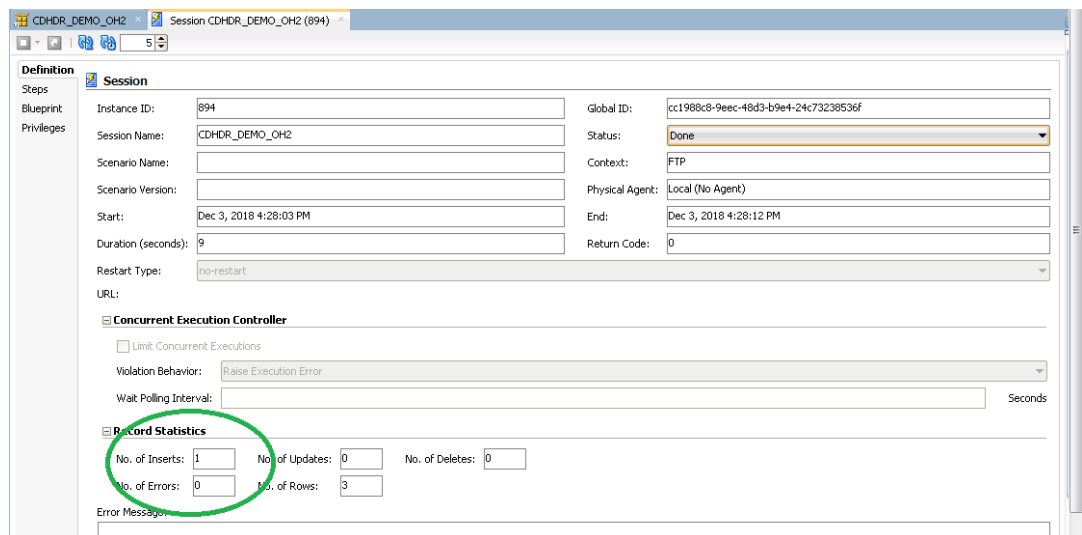 CDHDR_DEMO_OH2 × Session CDHDR_DEMO_OH2 (894) ×
5
Definition
Steps
Blueprint
Privileges
Session
Instance ID: 894 Global ID: cc1988c8-9eec-48d3-b9e4-24c73238536f
Session Name: CDHDR_DEMO_OH2 Status: Done
Scenario Name: Context: FTP
Scenario Version: Physical Agent: Local (No Agent)
Start: Dec 3, 2018 4:28:03 PM End: Dec 3, 2018 4:28:12 PM
Duration (seconds): 9 Return Code: 0
Restart Type: no-restart
URL:
Concurrent Execution Controller
Limit Concurrent Executions
Violation Behavior: Raise Execution Error
Wait Polling Interval: Seconds
Record Statistics
No. of Inserts: 1 No. of Updates: 0 No. of Deletes: 0
No. of Errors: 0 No. of Rows: 3
Error Message: